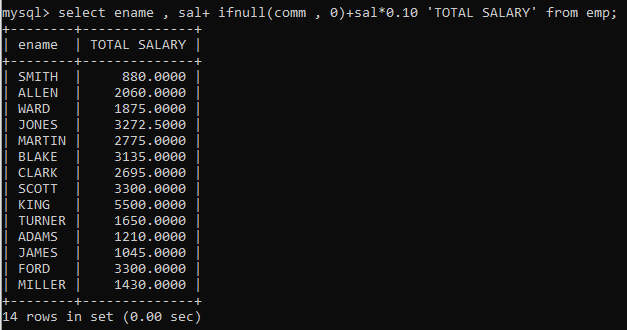 mysql> select ename , sal+ ifnull(comm , 0)+sal*0.10 'TOTAL SALARY' from emp;
+--------+--------------+
| ename  | TOTAL SALARY |
+--------+--------------+
| SMITH  |     880.0000 |
| ALLEN  |    2060.0000 |
| WARD   |    1875.0000 |
| JONES  |    3272.5000 |
| MARTIN |    2775.0000 |
| BLAKE  |    3135.0000 |
| CLARK  |    2695.0000 |
| SCOTT  |    3300.0000 |
| KING   |    5500.0000 |
| TURNER |    1650.0000 |
| ADAMS  |    1210.0000 |
| JAMES  |    1045.0000 |
| FORD   |    3300.0000 |
| MILLER |    1430.0000 |
+--------+--------------+
14 rows in set (0.00 sec)